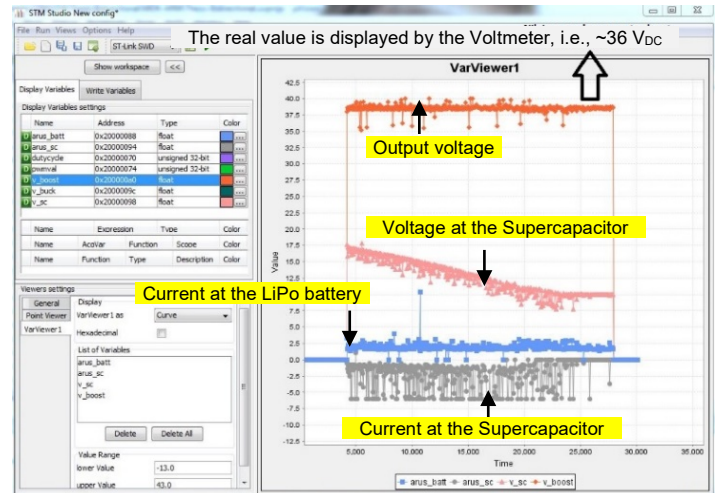 STM Studio New config*
File Run Views Options Help
ST-Link SWD
The real value is displayed by the Voltmeter, i.e., ~36 VDC
Show workspace <<
Display Variables Write Variables
Display Variables settings
Name Address Type Color
arus_batt 0x20000088 float
arus_sc 0x20000094 float
dutycycle 0x20000070 unsigned 32-bit
pwmval 0x20000074 unsigned 32-bit
v_boost 0x200000a0 float
v_buck 0x2000009c float
v_sc 0x20000098 float
Name Expression Type Color
Name AcqVar Function Scope Color
Name Function Type Description Color
Viewers settings
General
Point Viewer
VarViewer1
Display
VarViewer1 as Curve
Hexadecimal
List of Variables
arus_batt
arus_sc
v_sc
v_boost
Delete Delete All
Value Range
lower Value -13.0
upper Value 43.0
VarViewer1
42.5
40.0
37.5
35.0
Output voltage
32.5
30.0
27.5
25.0
22.5
20.0
Voltage at the Supercapacitor
17.5
15.0
Value
12.5
Current at the LiPo battery
7.5
5.0
2.5
0.0
-2.5
-5.0
-7.5
-10.0
Current at the Supercapacitor
-12.5
5.000 10.000 15.000 20.000 25.000 30.000 35.000
Time
arus_batt arus_sc v_sc v_boost